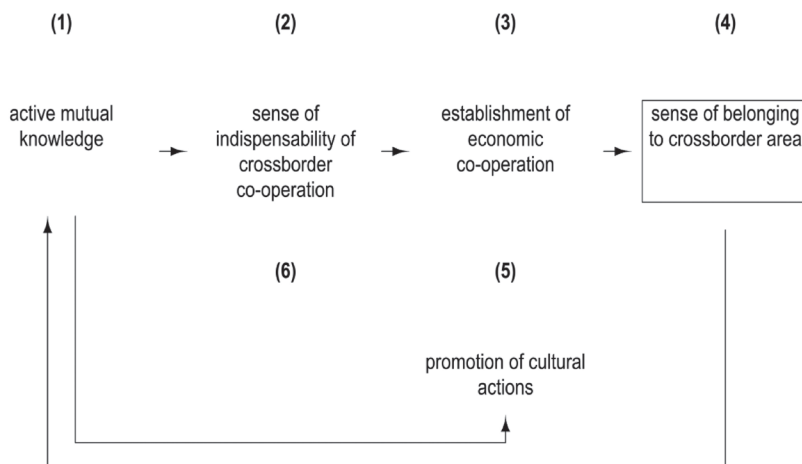 (1)
(2)
(3)
(4)
active mutual
knowledge
sense of
indispensability of
crossborder
co-operation
establishment of
economic
co-operation
sense of belonging
to crossborder area
(6)
(5)
promotion of cultural
actions